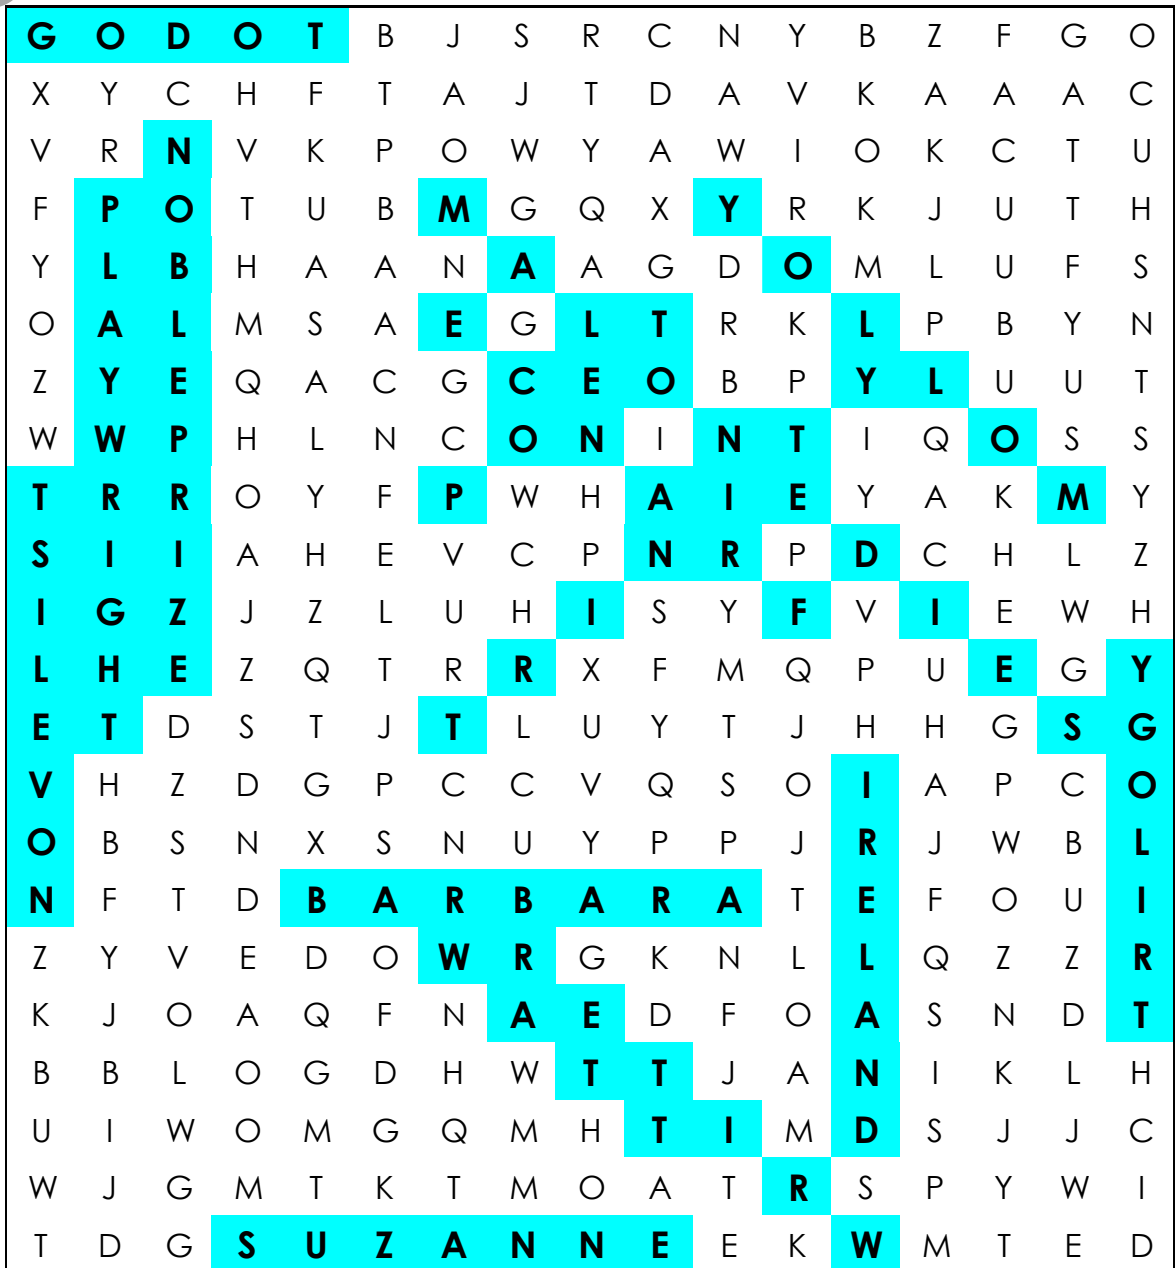 G O D O T B J S R C N Y B Z F G O
X Y C H F T A J T D A V K A A A C
V R N V K P O W Y A W I O K C T U
F P O T U B M G Q X Y R K J U T H
Y L B H A A N A A G D O M L U F S
O A L M S A E G L T R K L P B Y N
Z Y E Q A C G C E O B P Y L U U T
W W P H L N C O N I N T I Q O S S
T R R O Y F P W H A I E Y A K M Y
S I I A H E V C P N R P D C H L Z
I G Z J Z L U H I S Y F V I E W H
L H E Z Q T R R X F M Q P U E G Y
E T D S T J T L U Y T J H H G S G
V H Z D G P C C V Q S O I A P C O
O B S N X S N U Y P P J R J W B L
N F T D B A R B A R A T E F O U I
Z Y V E D O W R G K N L L Q Z Z R
K J O A Q F N A E D F O A S N D T
B B L O G D H W T T J A N I K L H
U I W O M G Q M H T I M D S J J C
W J G M T K T M O A T R S P Y W I
T D G S U Z A N N E E K W M T E D